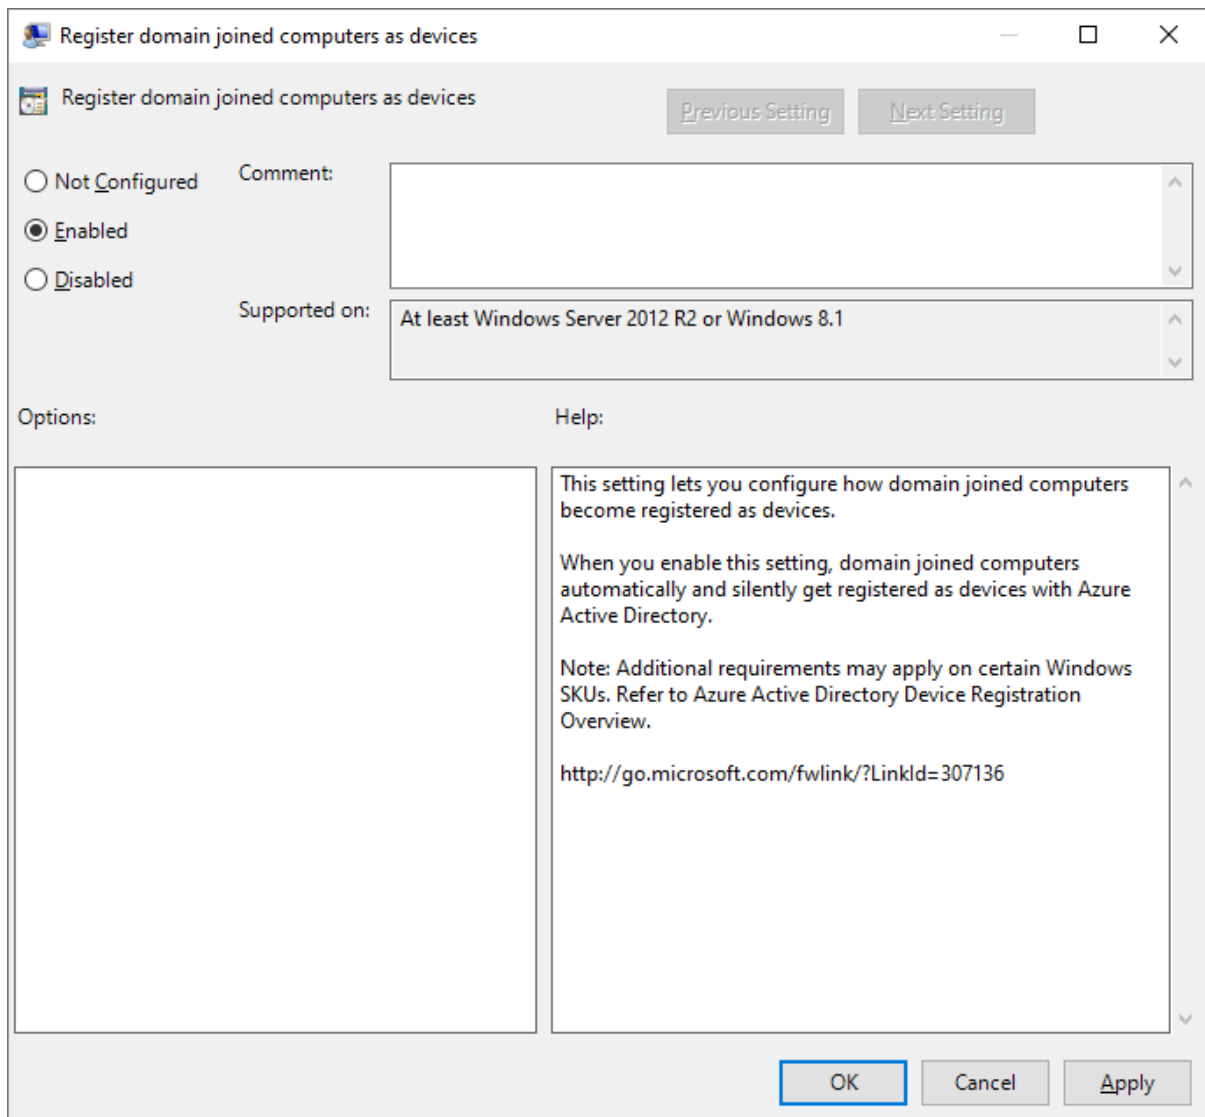 Register domain joined computers as devices
Register domain joined computers as devices
Previous Setting
Next Setting
Not Configured
Enabled
Disabled
Comment:
Supported on:
At least Windows Server 2012 R2 or Windows 8.1
Options:
Help:
This setting lets you configure how domain joined computers
become registered as devices.
When you enable this setting, domain joined computers
automatically and silently get registered as devices with Azure
Active Directory.
Note: Additional requirements may apply on certain Windows
SKUs. Refer to Azure Active Directory Device Registration
Overview.
http://go.microsoft.com/fwlink/?LinkId=307136
OK
Cancel
Apply